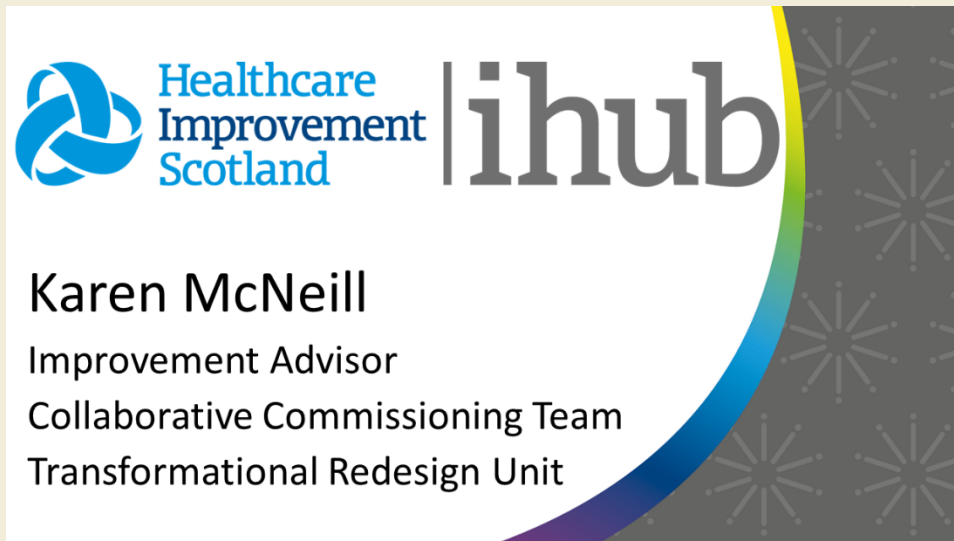 Healthcare
Improvement
Scotland
ihub
Karen McNeill
Improvement Advisor
Collaborative Commissioning Team
Transformational Redesign Unit